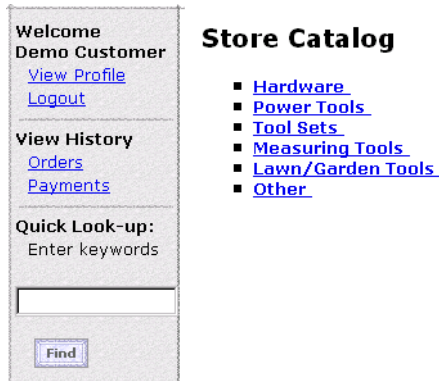 Welcome
Demo Customer
View Profile
Logout
View History
Orders
Payments
Quick Look-up:
Enter keywords
Find
Store Catalog
Hardware
Power Tools
Tool Sets
Measuring Tools
Lawn/Garden Tools
Other